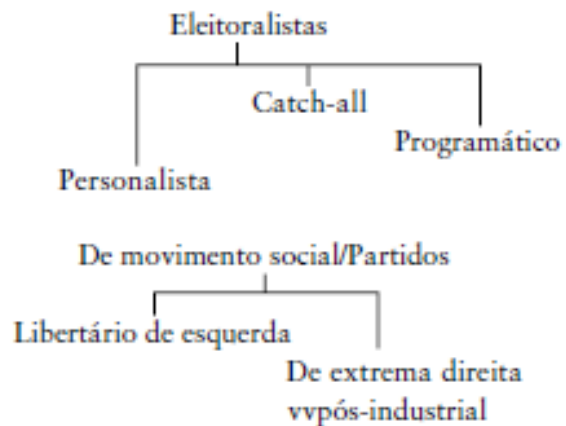 Eleitoralistas
Catch-all
Programático
Personalista
De movimento social/Partidos
Libertário de esquerda
De extrema direita
vvpós-industrial